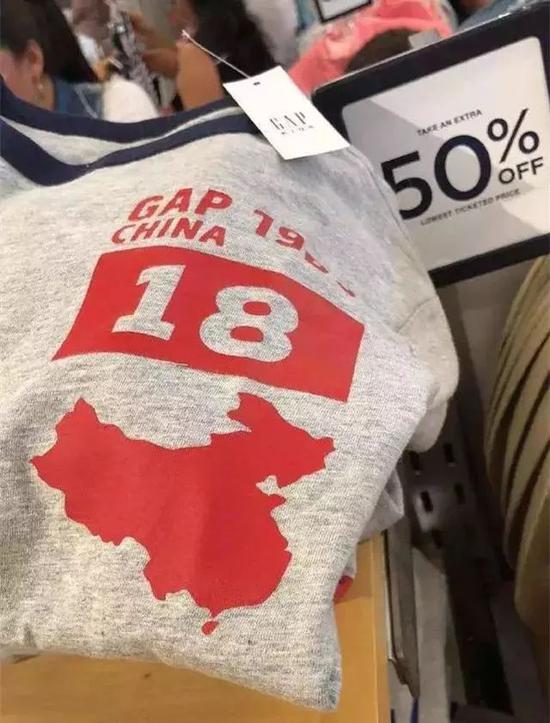 GAP
GAP
CHINA
18
TAKE AN EXTRA
50% OFF
LOWEST TICKETED PRICE